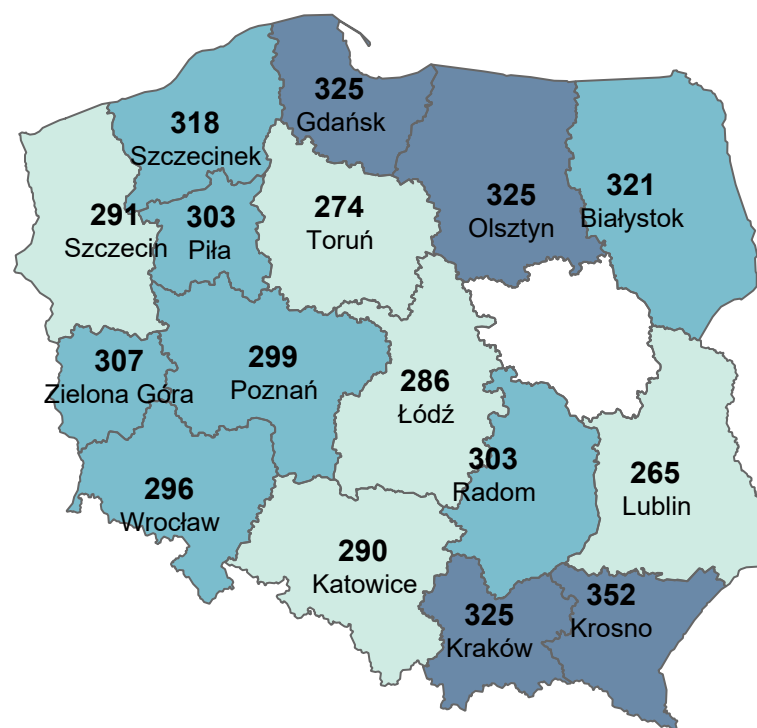 325
Gdańsk
318
Szczecinek
321
Białystok
325
Olsztyn
274
Toruń
303
Piła
291
Szczecin
307
Zielona Góra
299
Poznań
286
Łódź
303
Radom
265
Lublin
296
Wrocław
290
Katowice
352
Krosno
325
Kraków